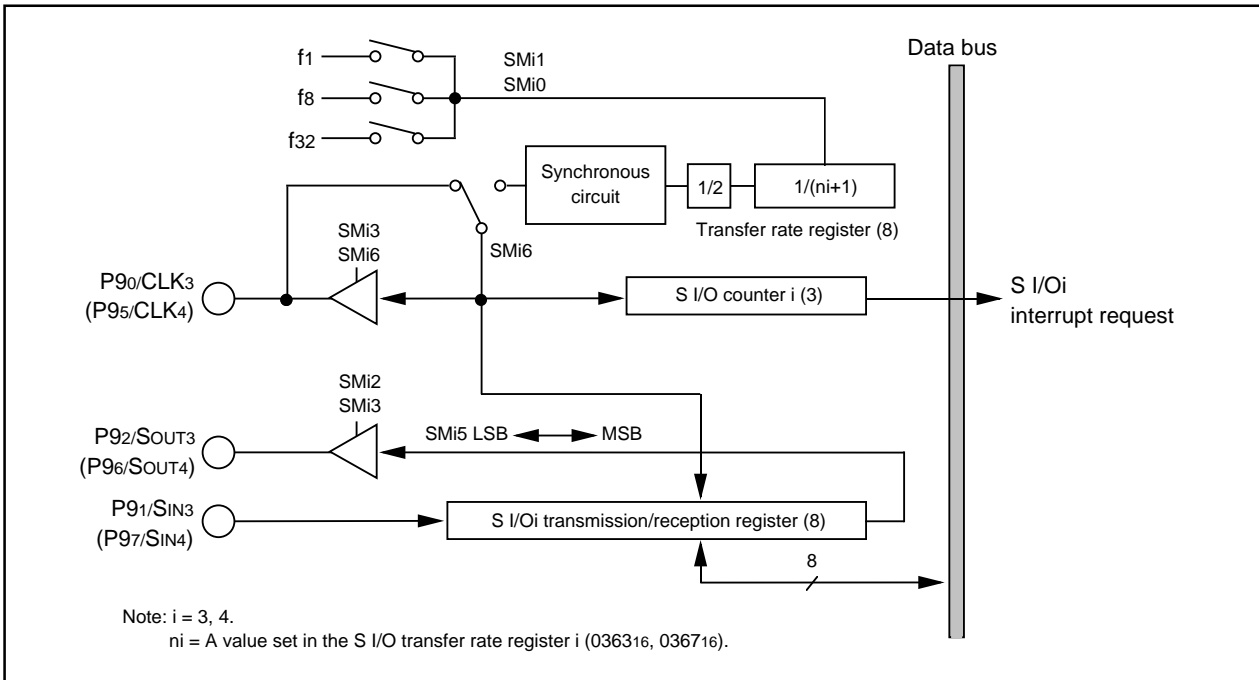 Data bus
f1
SMi1
SMi0
f8
f32
Synchronous
circuit
1/2
1/(ni+1)
Transfer rate register (8)
SMi6
SMi3
SMi6
P90/CLK3
(P95/CLK4)
S I/O counter i (3)
S I/Oi
interrupt request
SMi2
SMi3
SMi5 LSB
MSB
P92/SOUT3
(P96/SOUT4)
P91/SIN3
(P97/SIN4)
S I/Oi transmission/reception register (8)
8
Note: i = 3, 4.
ni = A value set in the S I/O transfer rate register i (036316, 036716).